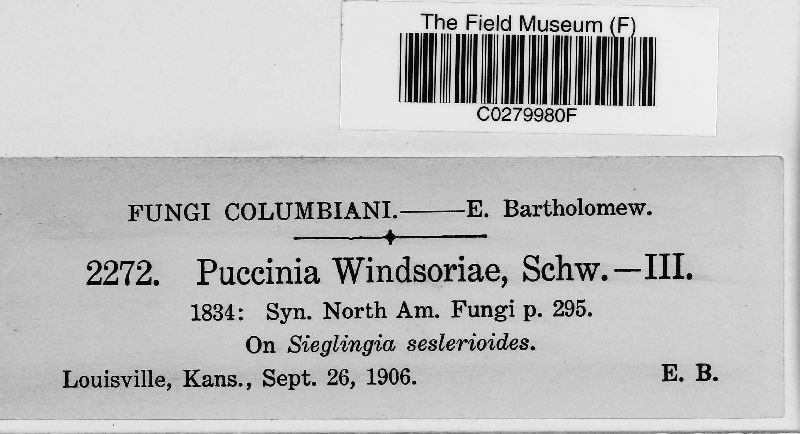 The Field Museum (F)
C0279980F
FUNGI COLUMBIANI.——E. Bartholomew.
2272. Puccinia Windsoriae, Schw.—III.
1834: Syn. North Am. Fungi p. 295.
On Sieglingia seslerioides.
Louisville, Kans., Sept. 26, 1906. E. B.